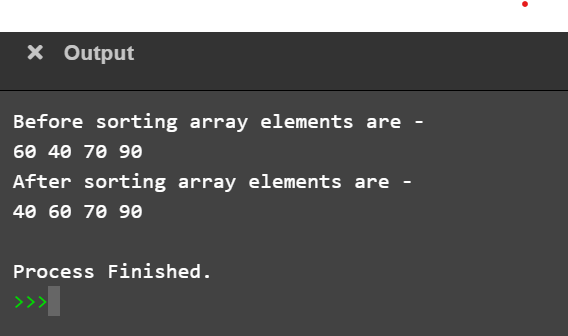 × Output
Before sorting array elements are -
60 40 70 90
After sorting array elements are -
40 60 70 90
Process Finished.
>>>